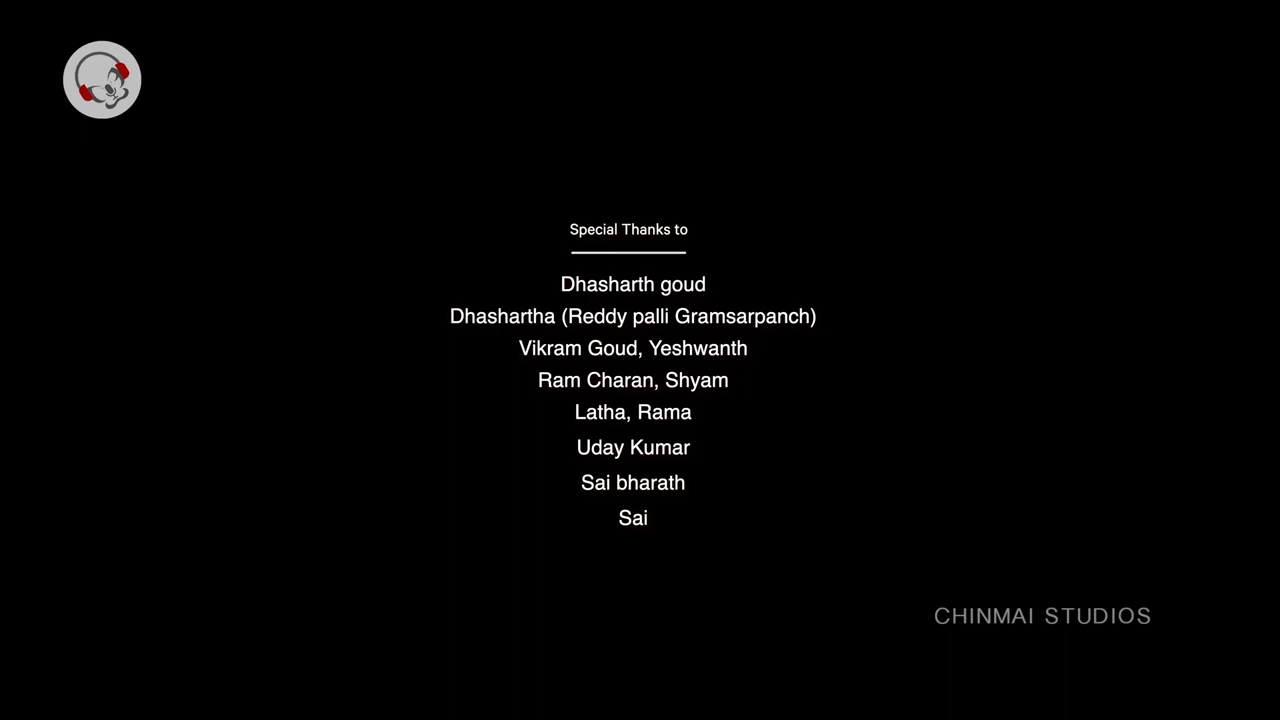 Special Thanks to
Dhasharth goud
Dhashartha (Reddy palli Gramsarpanch)
Vikram Goud, Yeshwanth
Ram Charan, Shyam
Latha, Rama
Uday Kumar
Sai bharath
Sai
CHINMAI STUDIOS